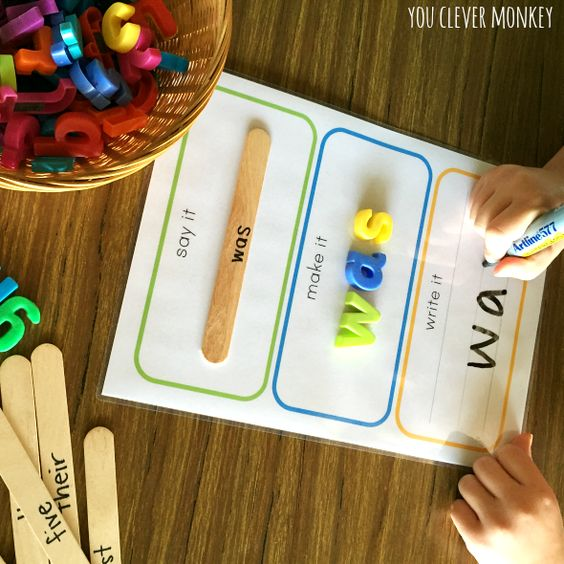 YOU CLEVER MONKEY
say it
was
make it
was
write it
wa
Artline 577
five
Their